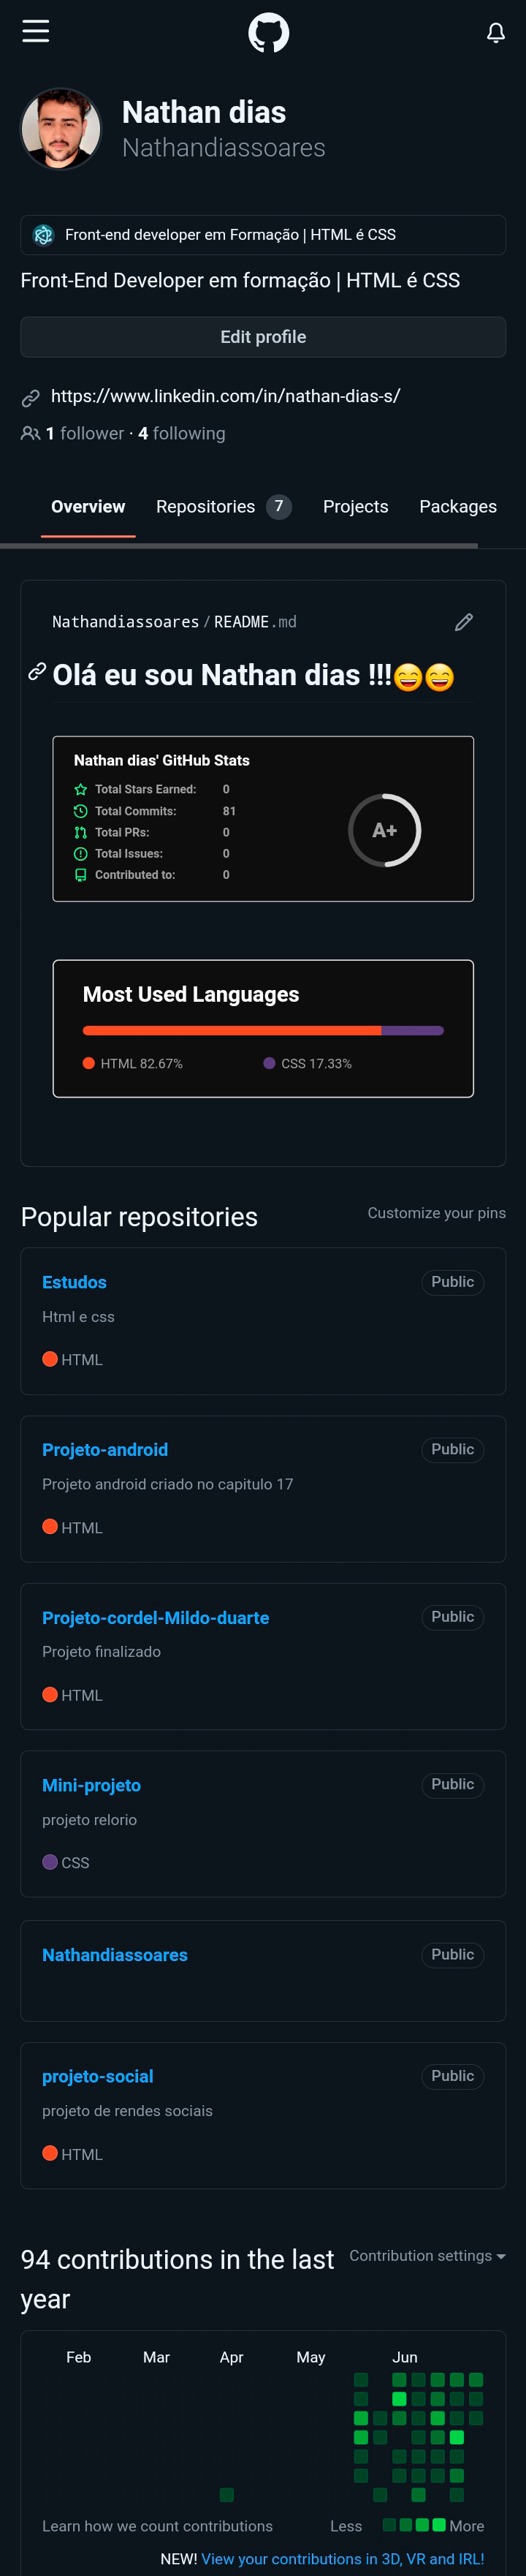 Nathan dias
Nathandiassoares
Front-end developer em Formação | HTML é CSS
Front-End Developer em formação | HTML é CSS
Edit profile
https://www.linkedin.com/in/nathan-dias-s/
1 follower · 4 following
Overview Repositories 7 Projects Packages
Nathandiassoares / README.md
Olá eu sou Nathan dias !!!😄😄
Nathan dias' GitHub Stats
Total Stars Earned: 0
Total Commits: 81
Total PRs: 0
Total Issues: 0
Contributed to: 0
A+
Most Used Languages
HTML 82.67% CSS 17.33%
Popular repositories Customize your pins
Estudos Public
Html e css
HTML
Projeto-android Public
Projeto android criado no capitulo 17
HTML
Projeto-cordel-Mildo-duarte Public
Projeto finalizado
HTML
Mini-projeto Public
projeto relorio
CSS
Nathandiassoares Public
projeto-social Public
projeto de rendes sociais
HTML
94 contributions in the last Contribution settings
year
Feb Mar Apr May Jun
Learn how we count contributions Less More
NEW! View your contributions in 3D, VR and IRL!